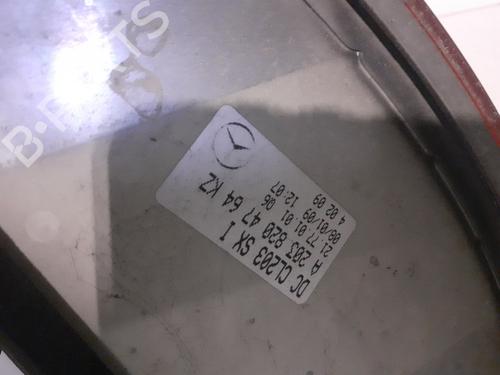 B-PARTS
DC CL203 SX I
A 203 820 47 64 KZ
21 77 01 01 06
4 02 09
08/01/09 12:07